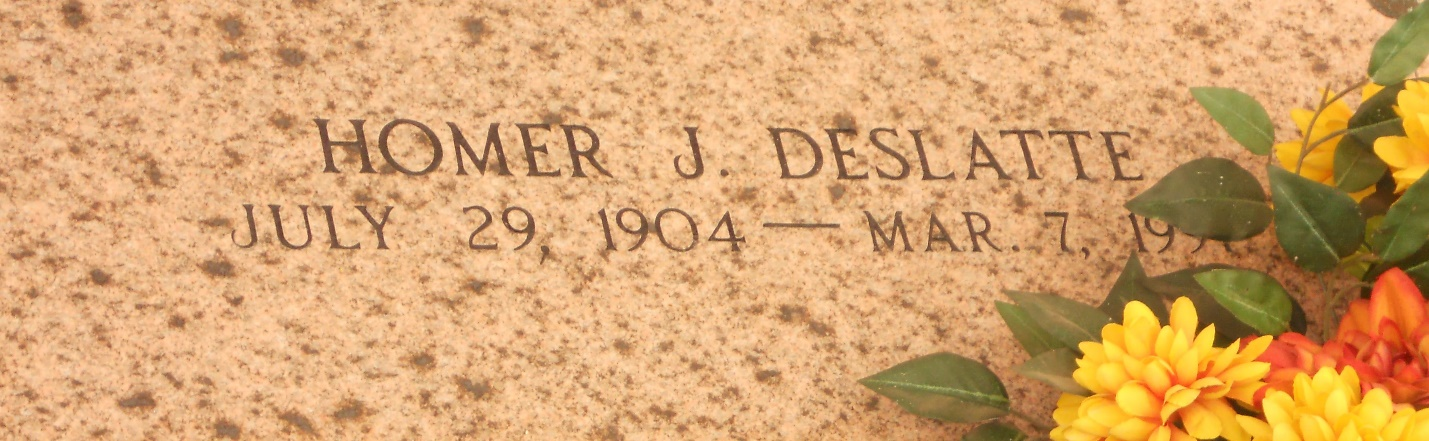 HOMER J. DESLATTE
JULY 29, 1904 — MAR. 7,